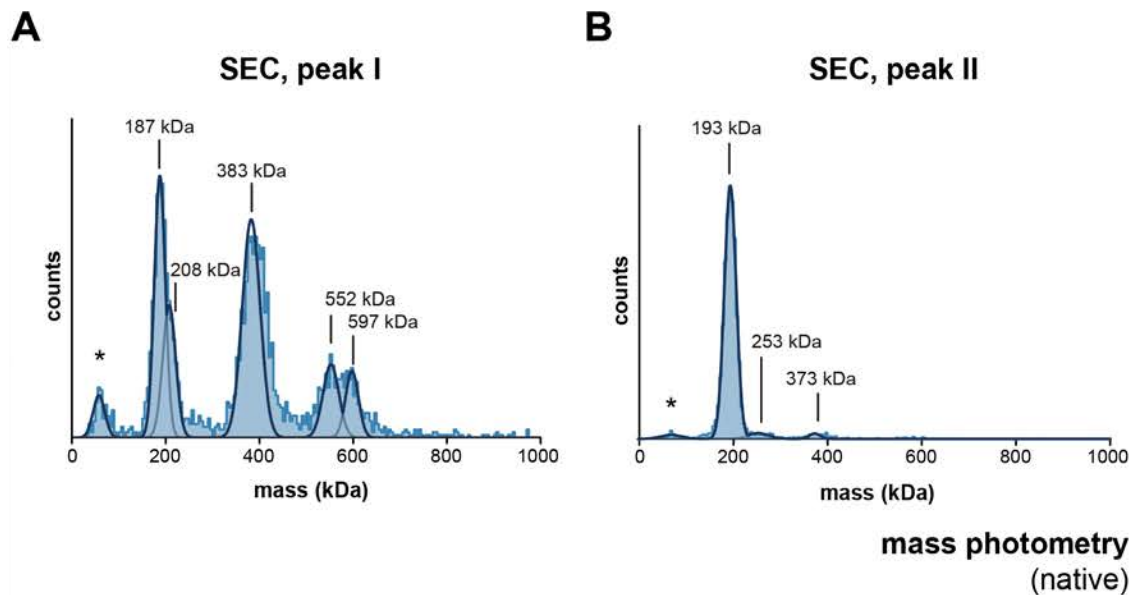 A
SEC, peak I
187 kDa
383 kDa
208 kDa
552 kDa
597 kDa
*
counts
0 200 400 600 800 1000
mass (kDa)
B
SEC, peak II
193 kDa
253 kDa
373 kDa
*
counts
0 200 400 600 800 1000
mass (kDa)
mass photometry
(native)